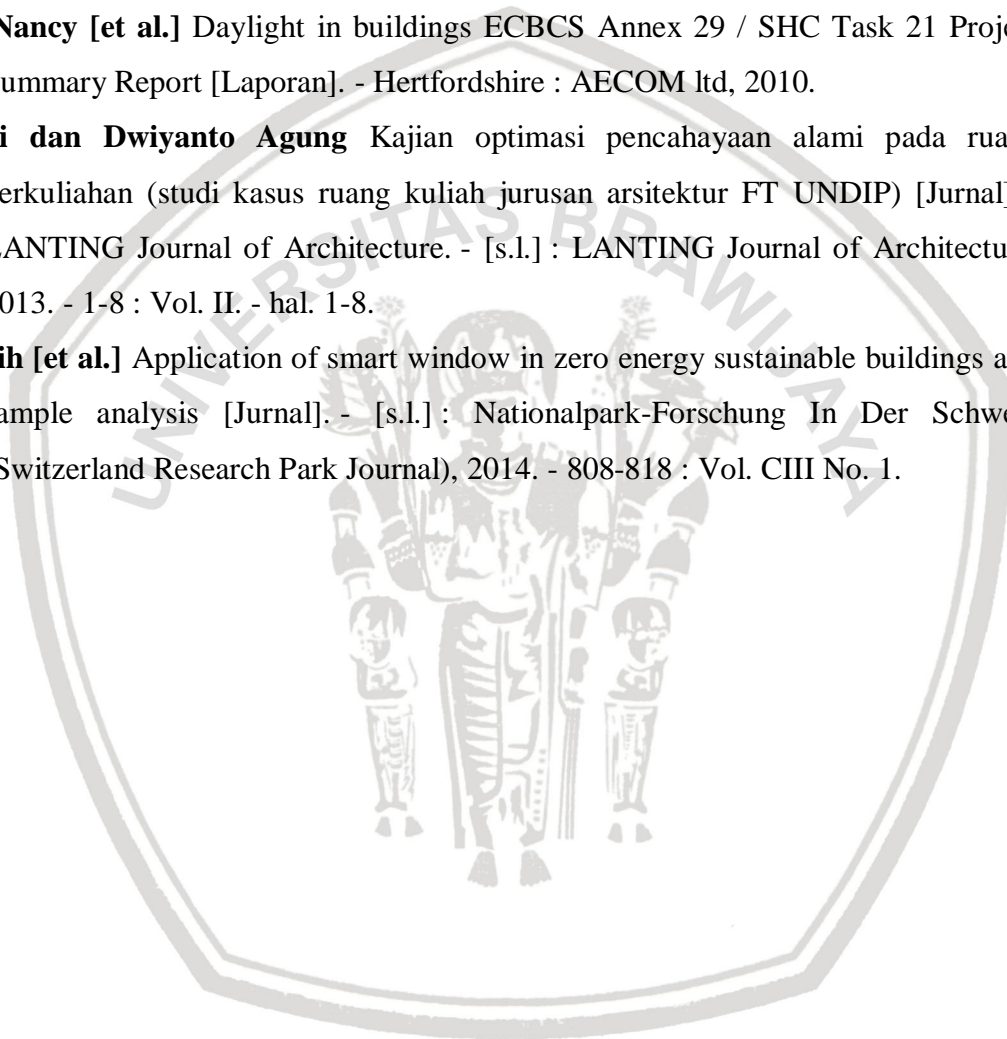 Nancy [et al.] Daylight in buildings ECBCS Annex 29 / SHC Task 21
ummary Report [Laporan]. - Hertfordshire : AECOM ltd, 2010.
i dan Dwiyanto Agung Kajian optimasi pencahayaan alami pada
erkuliahan (studi kasus ruang kuliah jurusan arsitektur FT UNDIP) [Jurnal]
ANTING Journal of Architecture. - [s.l.] : LANTING Journal of
013. - 1-8 : Vol. II. - hal. 1-8.
ih [et al.] Application of smart window in zero energy sustainable buildings
ample analysis [Jurnal]. - [s.l.] : Nationalpark-Forschung In Der
Switzerland Research Park Journal), 2014. - 808-818 : Vol. CIII No. 1.
UNIVERSITAS BRAWIJAYA